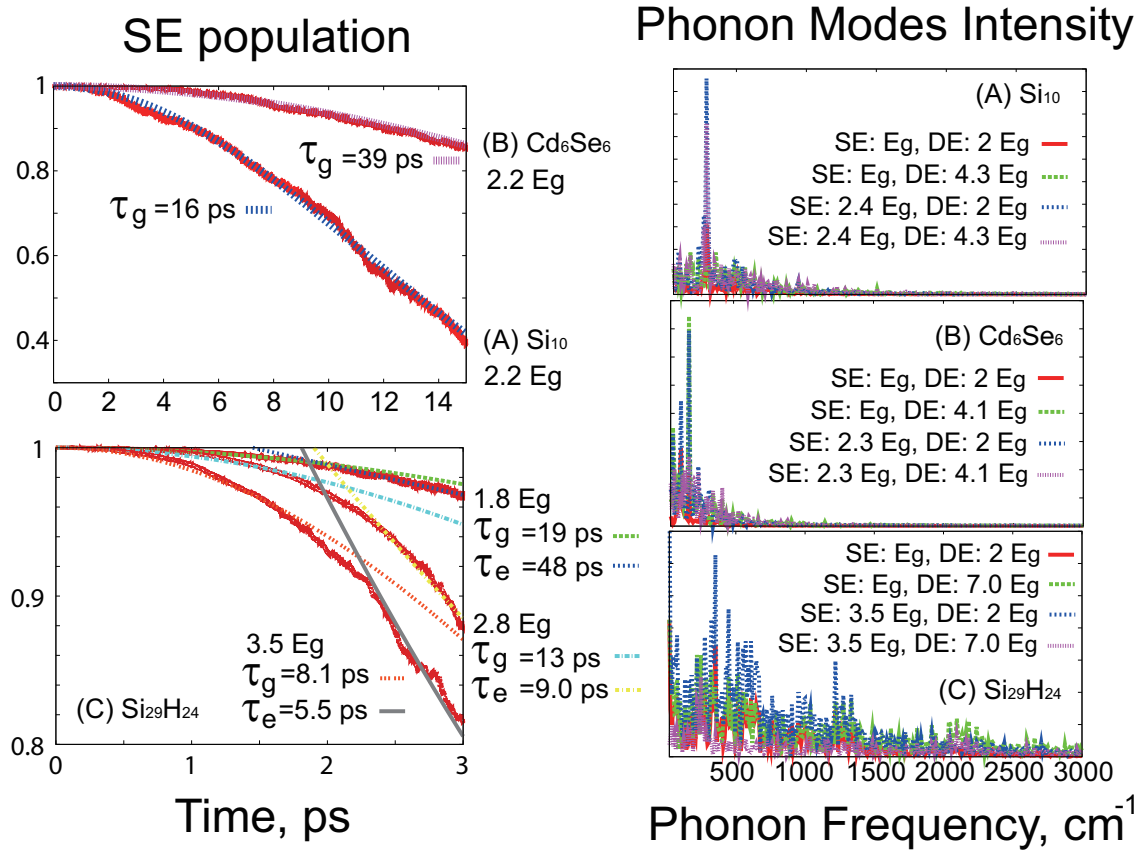 SE population
1
0.8
0.6
0.4
0 2 4 6 8 10 12 14
τg =39 ps
τg =16 ps
(B) Cd₆Se₆
2.2 Eg
(A) Si₁₀
2.2 Eg
1
0.9
0.8
0 1 2 3
1.8 Eg
τg =19 ps
τe =48 ps
2.8 Eg
τg =13 ps
τe =9.0 ps
3.5 Eg
τg =8.1 ps
τe =5.5 ps
(C) Si₂₉H₂₄
Time, ps
Phonon Modes Intensity
(A) Si₁₀
SE: Eg, DE: 2 Eg
SE: Eg, DE: 4.3 Eg
SE: 2.4 Eg, DE: 2 Eg
SE: 2.4 Eg, DE: 4.3 Eg
(B) Cd₆Se₆
SE: Eg, DE: 2 Eg
SE: Eg, DE: 4.1 Eg
SE: 2.3 Eg, DE: 2 Eg
SE: 2.3 Eg, DE: 4.1 Eg
SE: Eg, DE: 2 Eg
SE: Eg, DE: 7.0 Eg
SE: 3.5 Eg, DE: 2 Eg
SE: 3.5 Eg, DE: 7.0 Eg
(C) Si₂₉H₂₄
500 1000 1500 2000 2500 3000
Phonon Frequency, cm⁻¹